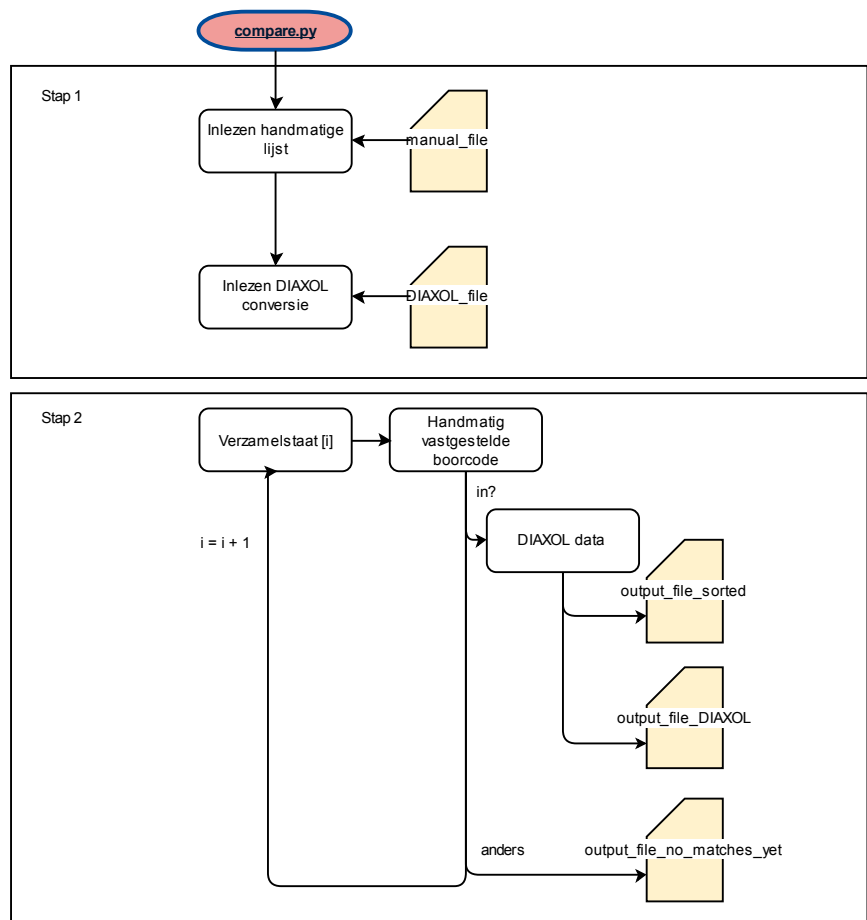 compare.py
Stap 1
Inlezen handmatige
lijst
manual_file
Inlezen DIAXOL
conversie
DIAXOL_file
Stap 2
Verzamelstaat [i]
Handmatig
vastgestelde
boorcode
in?
i = i + 1
DIAXOL data
output_file_sorted
output_file_DIAXOL
anders
output_file_no_matches_yet